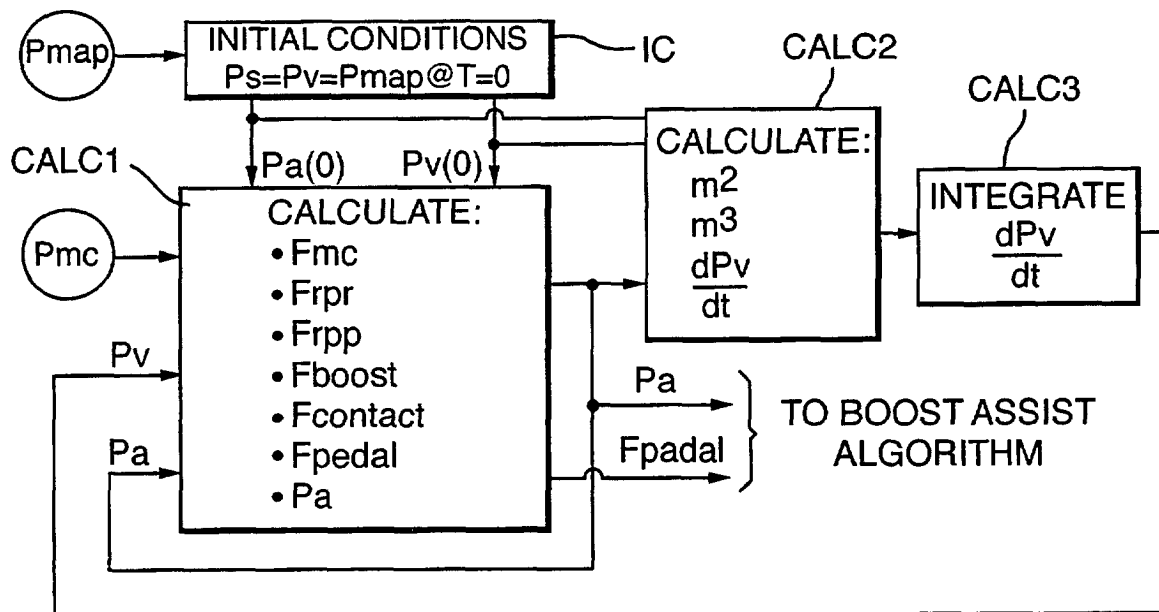 Pmap
INITIAL CONDITIONS
Ps=Pv=Pmap@T=0
IC
CALC2
CALC3
CALC1
Pa(0)
Pv(0)
CALCULATE:
m2
m3
dPv
dt
INTEGRATE
dPv
dt
Pmc
CALCULATE:
• Fmc
• Frpr
• Frpp
• Fboost
• Fcontact
• Fpedal
• Pa
Pv
Pa
Pa
Fpadal
TO BOOST ASSIST
ALGORITHM